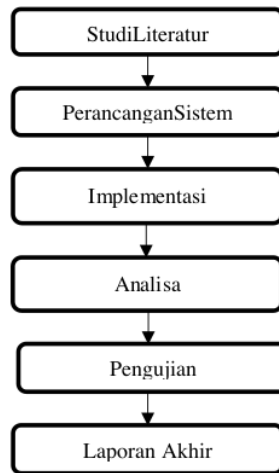 StudiLiteratur
PerancanganSistem
Implementasi
Analisa
Pengujian
Laporan Akhir